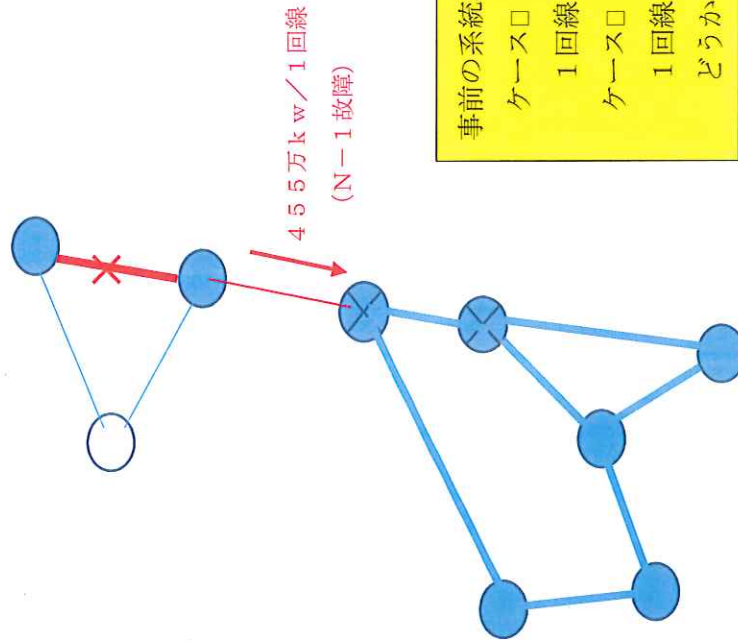 455万kw/1回線
(N-1故障)
事前の系統
ケース□
1回線
ケース□
1回線
どうか